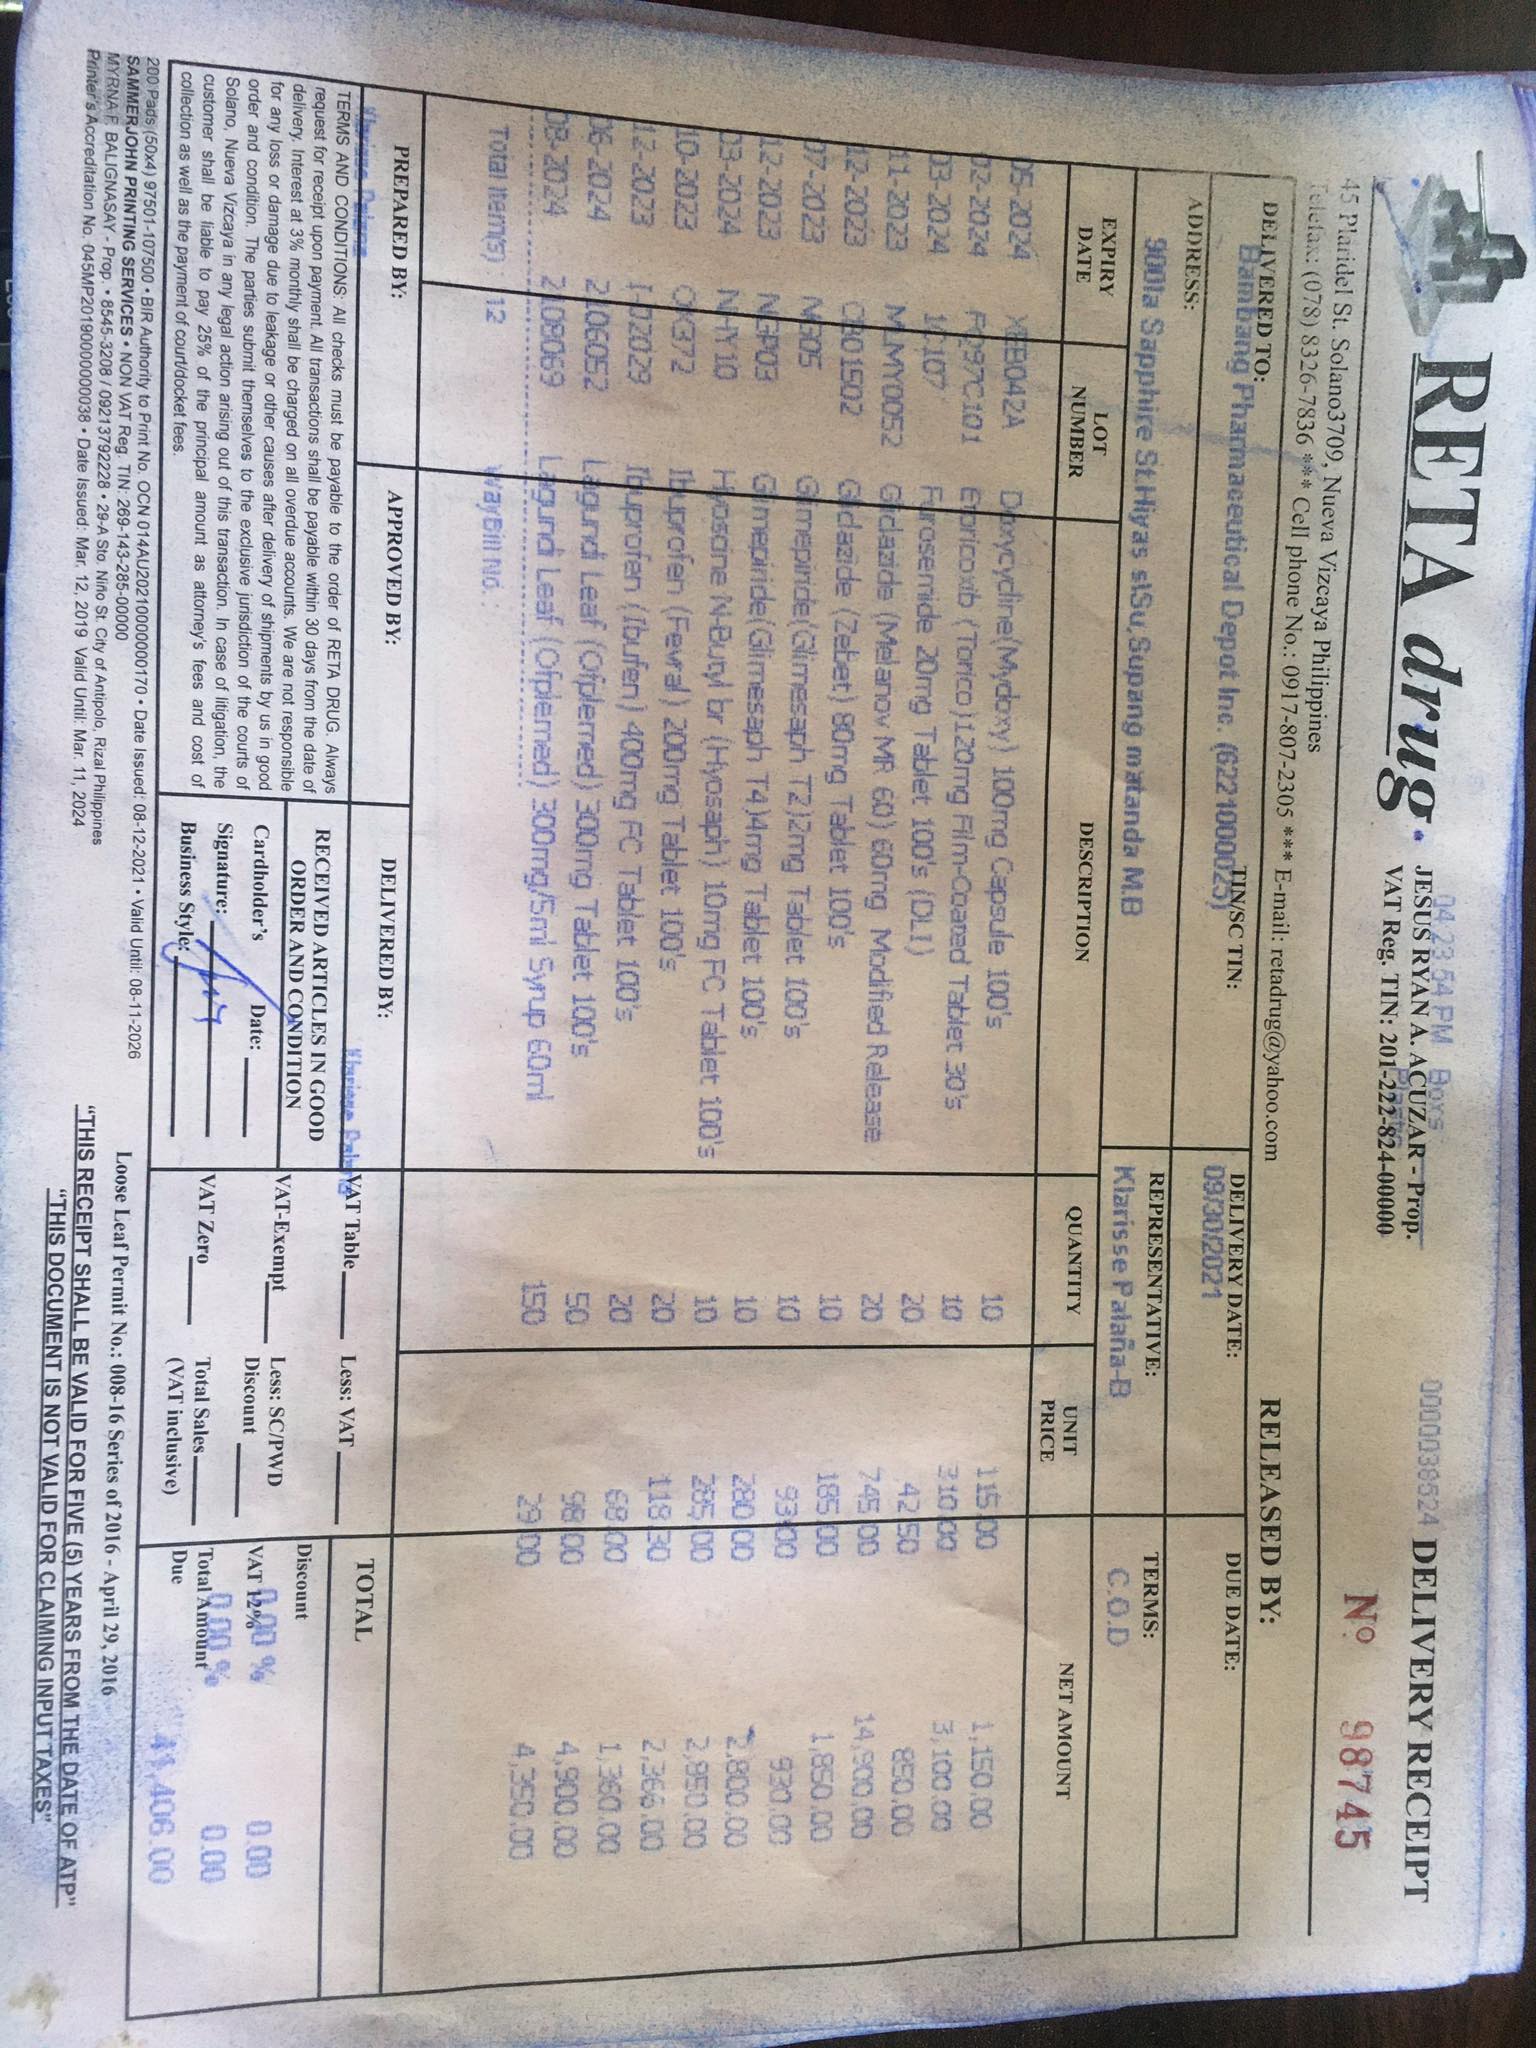 RETA drug
JESUS RYAN A. ACUZAR - Prop.
VAT Reg. TIN: 201-222-824-00000
04:23:54 PM Boxs
0000038524 DELIVERY RECEIPT
Nº 98745
45 Plaridel St. Solano3709, Nueva Vizcaya Philippines
Telefax: (078) 8326-7836 *** Cell phone No.: 0917-807-2305 *** E-mail: retadrug@yahoo.com
RELEASED BY:
DELIVERED TO: TIN/SC TIN: DELIVERY DATE: DUE DATE:
Bambang Pharmaceutical Depot Inc. (6221000025) 09/30/2021
ADDRESS: REPRESENTATIVE: TERMS:
9001a Sapphire St.Hiyas s\Su,Supang matanda M.B Klarisse Palaña-B C.O.D
EXPIRY DATE LOT NUMBER DESCRIPTION QUANTITY UNIT PRICE NET AMOUNT
05-2024 XEB042A Doxycycline(Mydoxy) 100mg Capsule 100's 10 115.00 1,150.00
02-2024 PQ97C101 (Torico)120mg Film-Coated Tablet 30's 10 310.00 3,100.00
03-2024 1C107 Furosemide 20mg Tablet 100's (DLI) 20 42.50 850.00
11-2023 MLMY0052 Gliclazide (Melanov MR 60) 60mg Modified Release 20 745.00 14,900.00
12-2023 CB01502 Gliclazide (Zebet) 80mg Tablet 100's 10 185.00 1,850.00
07-2023 NG05 Glimepiride(Glimesaph T2)2mg Tablet 100's 10 93.00 930.00
12-2023 NGP03 Glimepiride(Glimesaph T4)4mg Tablet 100's 10 280.00 2,800.00
03-2024 NHY10 Hyoscine N-Butyl br (Hyosaph) 10mg FC Tablet 100's 10 285.00 2,850.00
10-2023 OK372 Ibuprofen (Fevral) 200mg Tablet 100's 20 118.30 2,366.00
12-2023 I-D2029 Ibuprofen (Ibufen) 400mg FC Tablet 100's 20 68.00 1,360.00
06-2024 2106052 Lagundi Leaf (Ofplemed) 300mg Tablet 100's 50 98.00 4,900.00
08-2024 2108069 Lagundi Leaf (Ofplemed) 300mg/5ml Syrup 60ml 150 29.00 4,350.00
Total Item(s) : 12 WayBill No. :
PREPARED BY: APPROVED BY: DELIVERED BY: TOTAL
TERMS AND CONDITIONS: All checks must be payable to the order of RETA DRUG. Always
request for receipt upon payment. All transactions shall be payable within 30 days from the date of
delivery. Interest at 3% monthly shall be charged on all overdue accounts. We are not responsible
for any loss or damage due to leakage or other causes after delivery of shipments by us in good
order and condition. The parties submit themselves to the exclusive jurisdiction of the courts of
Solano, Nueva Vizcaya in any legal action arising out of this transaction. In case of litigation, the
customer shall be liable to pay 25% of the principal amount as attorney's fees and cost of
collection as well as the payment of court/docket fees.
RECEIVED ARTICLES IN GOOD
ORDER AND CONDITION
Cardholder's Date:
Signature:
Business Style:
VAT Table Less: VAT
VAT-Exempt Less: SC/PWD
Discount
VAT Zero Total Sales
(VAT inclusive)
Discount
VAT 12% 0.00 % 0.00
Total Amount 0.00 % 0.00
Due 41,406.00
200 Pads (50x4) 97501-107500 • BIR Authority to Print No. OCN 014AU20210000000170 • Date Issued: 08-12-2021 • Valid Until: 08-11-2026
SAMMERJOHN PRINTING SERVICES • NON VAT Reg. TIN: 269-143-285-00000
MYRNA F. BALIGNASAY - Prop. • 8545-3208 / 09213792228 • 29-A Sto. Niño St. City of Antipolo, Rizal Philippines
Printer's Accreditation No. 045MP20190000000038 • Date Issued: Mar. 12, 2019 Valid Until: Mar. 11, 2024
Loose Leaf Permit No.: 008-16 Series of 2016 - April 29, 2016
"THIS RECEIPT SHALL BE VALID FOR FIVE (5) YEARS FROM THE DATE OF ATP"
"THIS DOCUMENT IS NOT VALID FOR CLAIMING INPUT TAXES"